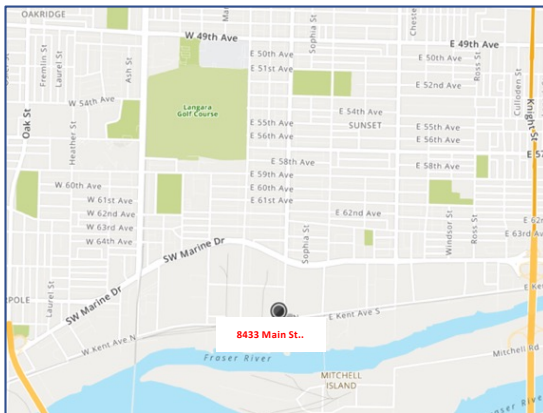 OAKRIDGE
W 49th Ave
E 49th Ave
Sophia St
Fremlin St
Laurel St
Ash St
E 50th Ave
E 50th Ave
E 51st Ave
Ross St
Culloden St
E 52nd Ave
W 54th Ave
Langara
Golf Course
E 54th Ave
Oak St
Knight St
Heather St
E 55th Ave
SUNSET
E 55th Ave
E 56th Ave
E 56th Ave
E 58th Ave
E 58th Ave
E 59th Ave
W 60th Ave
E 60th Ave
W 61st Ave
E 61st Ave
W 62nd Ave
E 62nd Ave
W 63rd Ave
E 63rd Av
W 64th Ave
Sophia St
Windsor St
Ross St
SW Marine Dr
SW Marine Dr
Laurel St
RPOLE
E Kent Ave S
8433 Main St..
W Kent Ave N
Fraser River
Mitchell Rd
MITCHELL
ISLAND